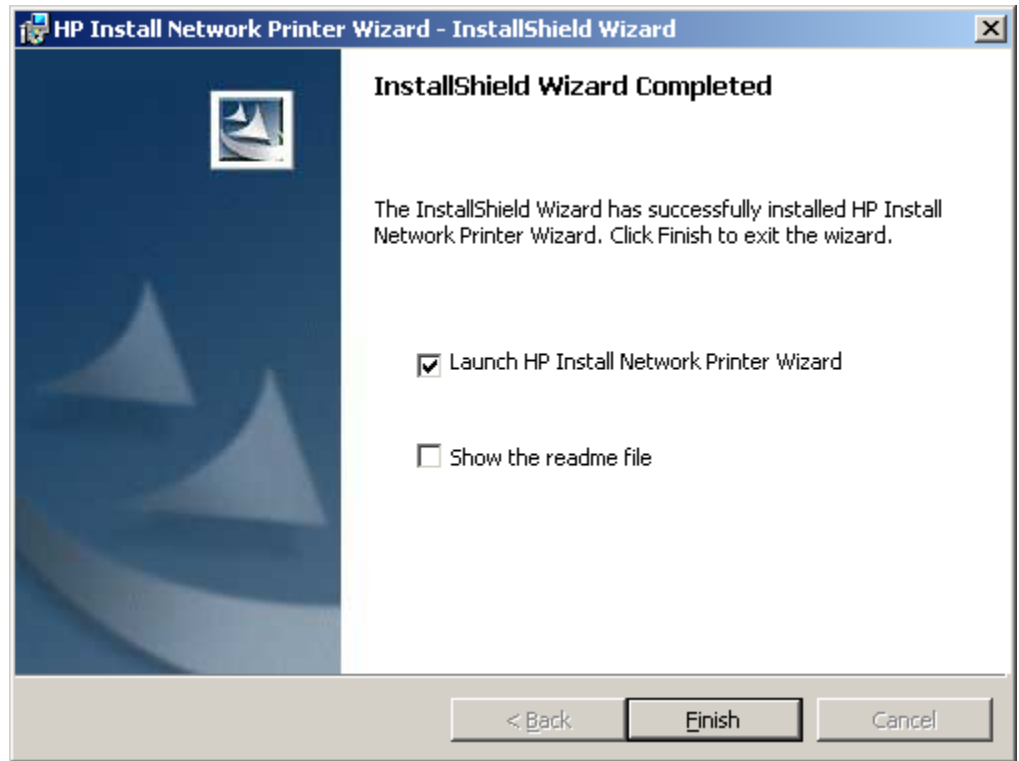 HP Install Network Printer Wizard - InstallShield Wizard
InstallShield Wizard Completed
The InstallShield Wizard has successfully installed HP Install
Network Printer Wizard. Click Finish to exit the wizard.
Launch HP Install Network Printer Wizard
Show the readme file
< Back
Finish
Cancel